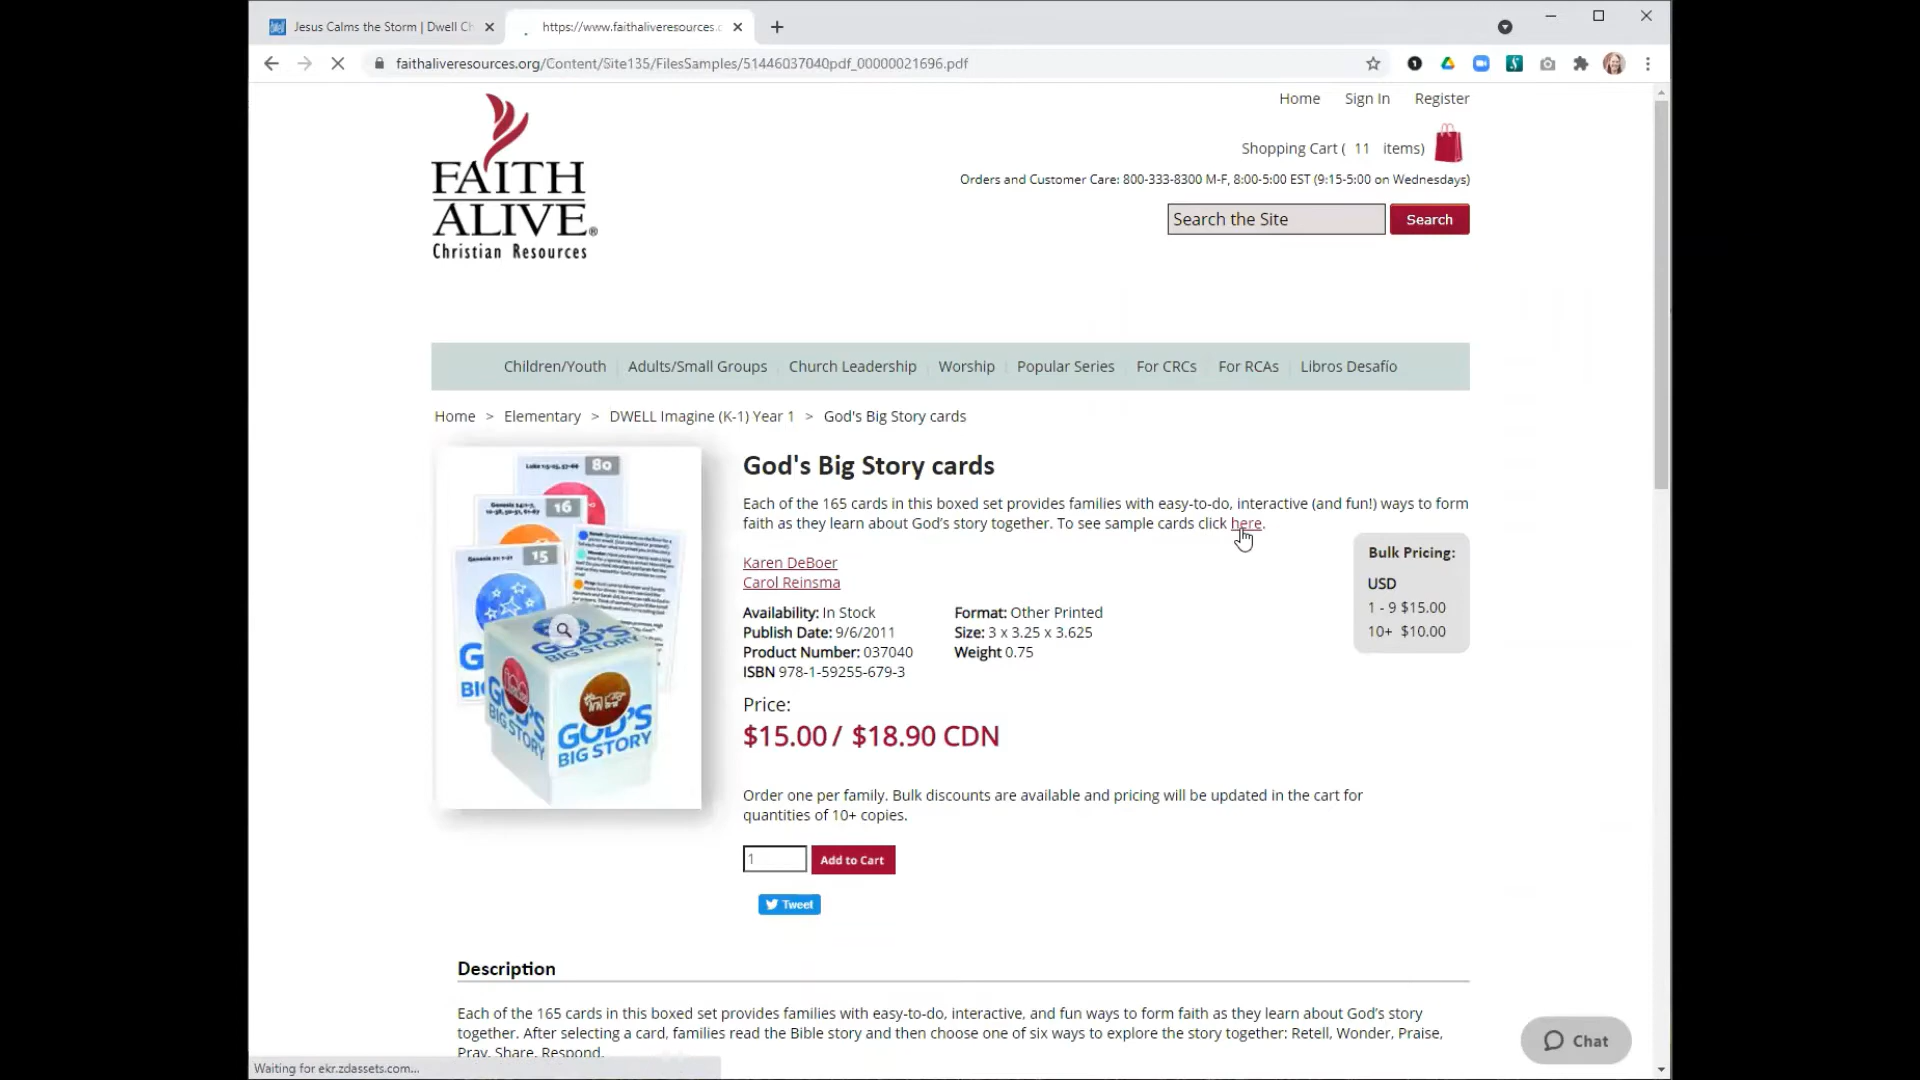 Jesus Calms the Storm | Dwell Ch
https://www.faithaliveresources.c
faithaliveresources.org/Content/Site135/FilesSamples/51446037040pdf_00000021696.pdf
Home Sign In Register
Shopping Cart ( 11 items)
Orders and Customer Care: 800-333-8300 M-F, 8:00-5:00 EST (9:15-5:00 on Wednesdays)
Search the Site Search
FAITH
ALIVE®
Christian Resources
Children/Youth Adults/Small Groups Church Leadership Worship Popular Series For CRCs For RCAs Libros Desafío
Home > Elementary > DWELL Imagine (K-1) Year 1 > God's Big Story cards
80
16
15
GOD'S
BIG STORY
God's Big Story cards
Each of the 165 cards in this boxed set provides families with easy-to-do, interactive (and fun!) ways to form
faith as they learn about God's story together. To see sample cards click here.
Karen DeBoer
Carol Reinsma
Availability: In Stock
Publish Date: 9/6/2011
Product Number: 037040
ISBN 978-1-59255-679-3
Format: Other Printed
Size: 3 x 3.25 x 3.625
Weight 0.75
Bulk Pricing:
USD
1 - 9 $15.00
10+ $10.00
Price:
$15.00 / $18.90 CDN
Order one per family. Bulk discounts are available and pricing will be updated in the cart for
quantities of 10+ copies.
1 Add to Cart
Tweet
Description
Each of the 165 cards in this boxed set provides families with easy-to-do, interactive, and fun ways to form faith as they learn about God's story
together. After selecting a card, families read the Bible story and then choose one of six ways to explore the story together: Retell, Wonder, Praise,
Pray, Share, Respond.
Chat
Waiting for ekr.zdassets.com...